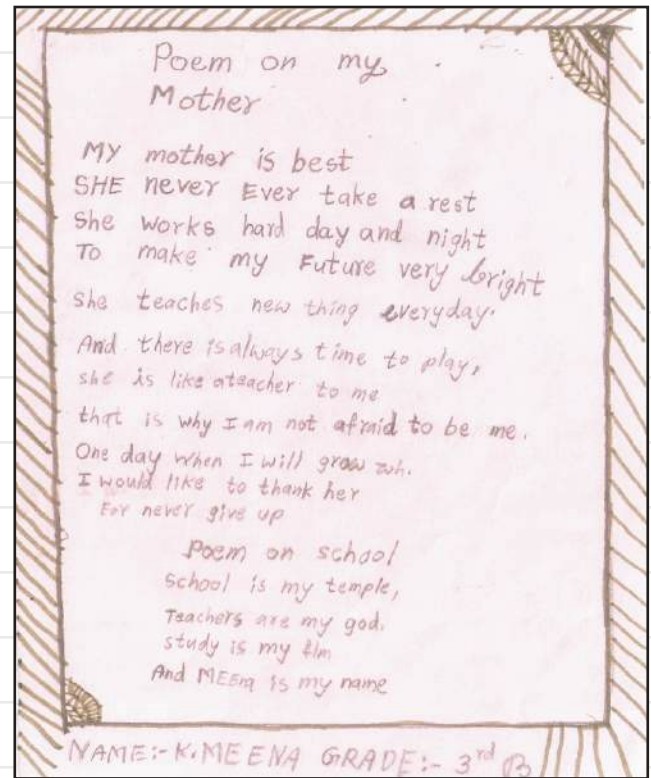 Poem on my
Mother
MY mother is best
SHE never Ever take a rest
She works hard day and night
To make my Future very bright
she teaches new thing everyday.
And there is always time to play,
she is like ateacher to me
that is why I am not afraid to be me.
One day when I will grow
I would like to thank her
For never give up
Poem on school
School is my temple,
Teachers are my god.
study is my
And MEEna is my name
NAME:- K.MEENA GRADE:- 3rd B